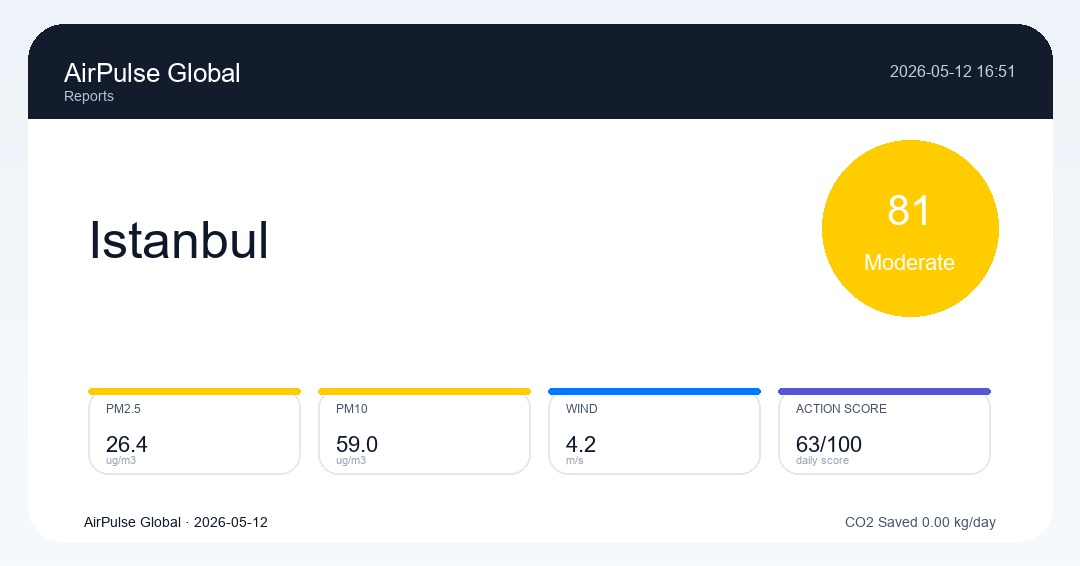 AirPulse Global
Reports
2026-05-12 16:51
Istanbul
81
Moderate
PM2.5
26.4
ug/m3
PM10
59.0
ug/m3
WIND
4.2
m/s
ACTION SCORE
63/100
daily score
AirPulse Global · 2026-05-12
CO2 Saved 0.00 kg/day